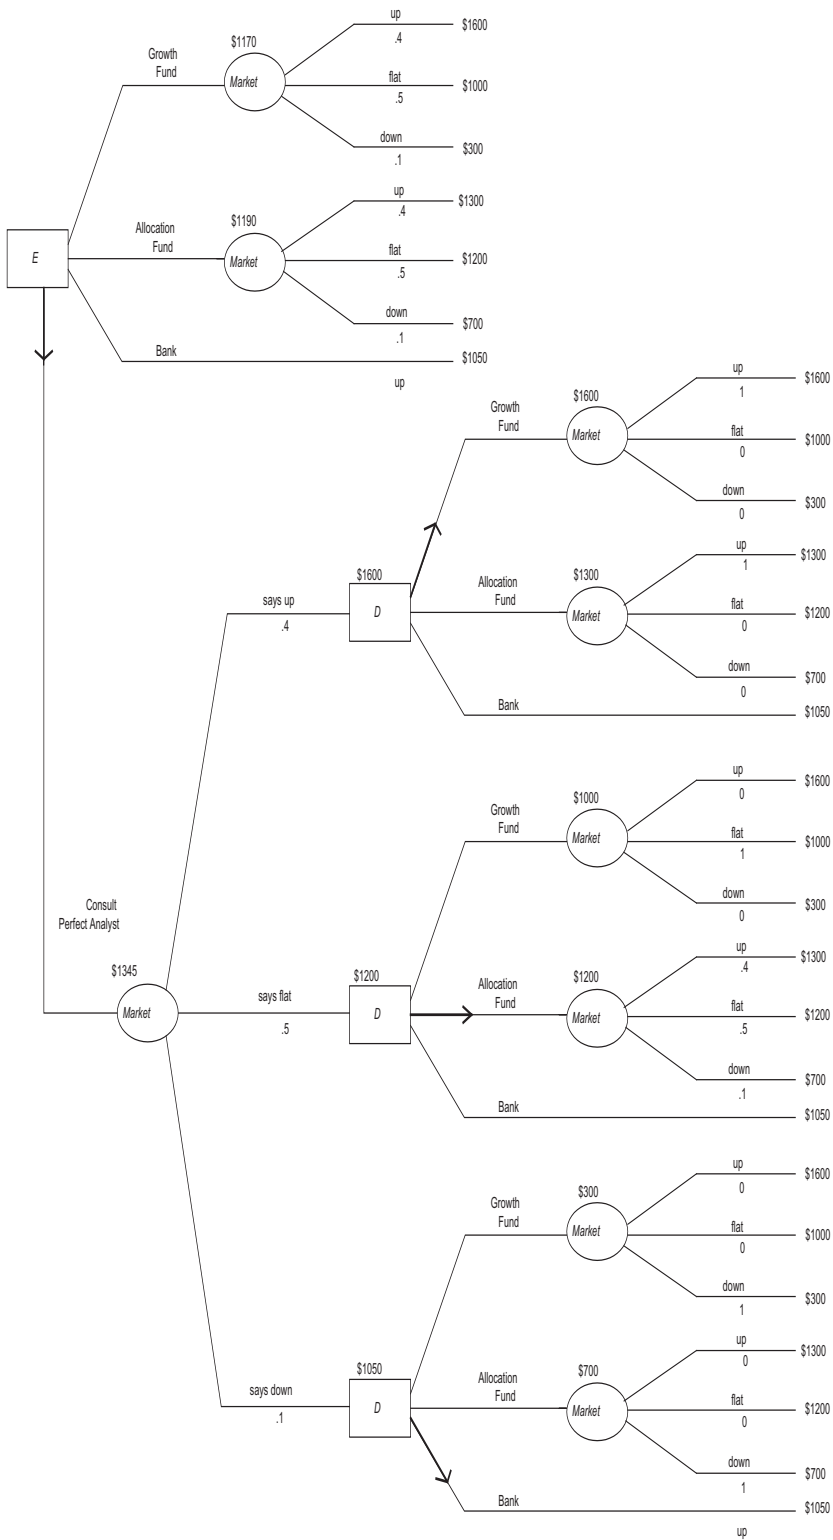 up
$1600
.4
$1170
Growth
Fund
Market
flat
$1000
.5
down
$300
.1
up
$1300
.4
$1190
Allocation
Fund
E
Market
flat
$1200
.5
down
$700
.1
Bank
$1050
up
up
$1600
1
$1600
Growth
Fund
Market
flat
$1000
0
down
$300
0
up
$1300
1
$1600
$1300
Allocation
Fund
says up
.4
D
Market
flat
$1200
0
down
$700
0
Bank
$1050
up
$1600
0
$1000
Growth
Fund
Market
flat
$1000
1
down
$300
0
Consult
Perfect Analyst
up
$1300
.4
$1345
$1200
$1200
Allocation
Fund
Market
says flat
.5
D
Market
flat
$1200
.5
down
$700
.1
Bank
$1050
up
$1600
0
$300
Growth
Fund
Market
flat
$1000
0
down
$300
1
up
$1300
0
$1050
$700
Allocation
Fund
says down
.1
D
Market
flat
$1200
0
down
$700
1
Bank
$1050
up